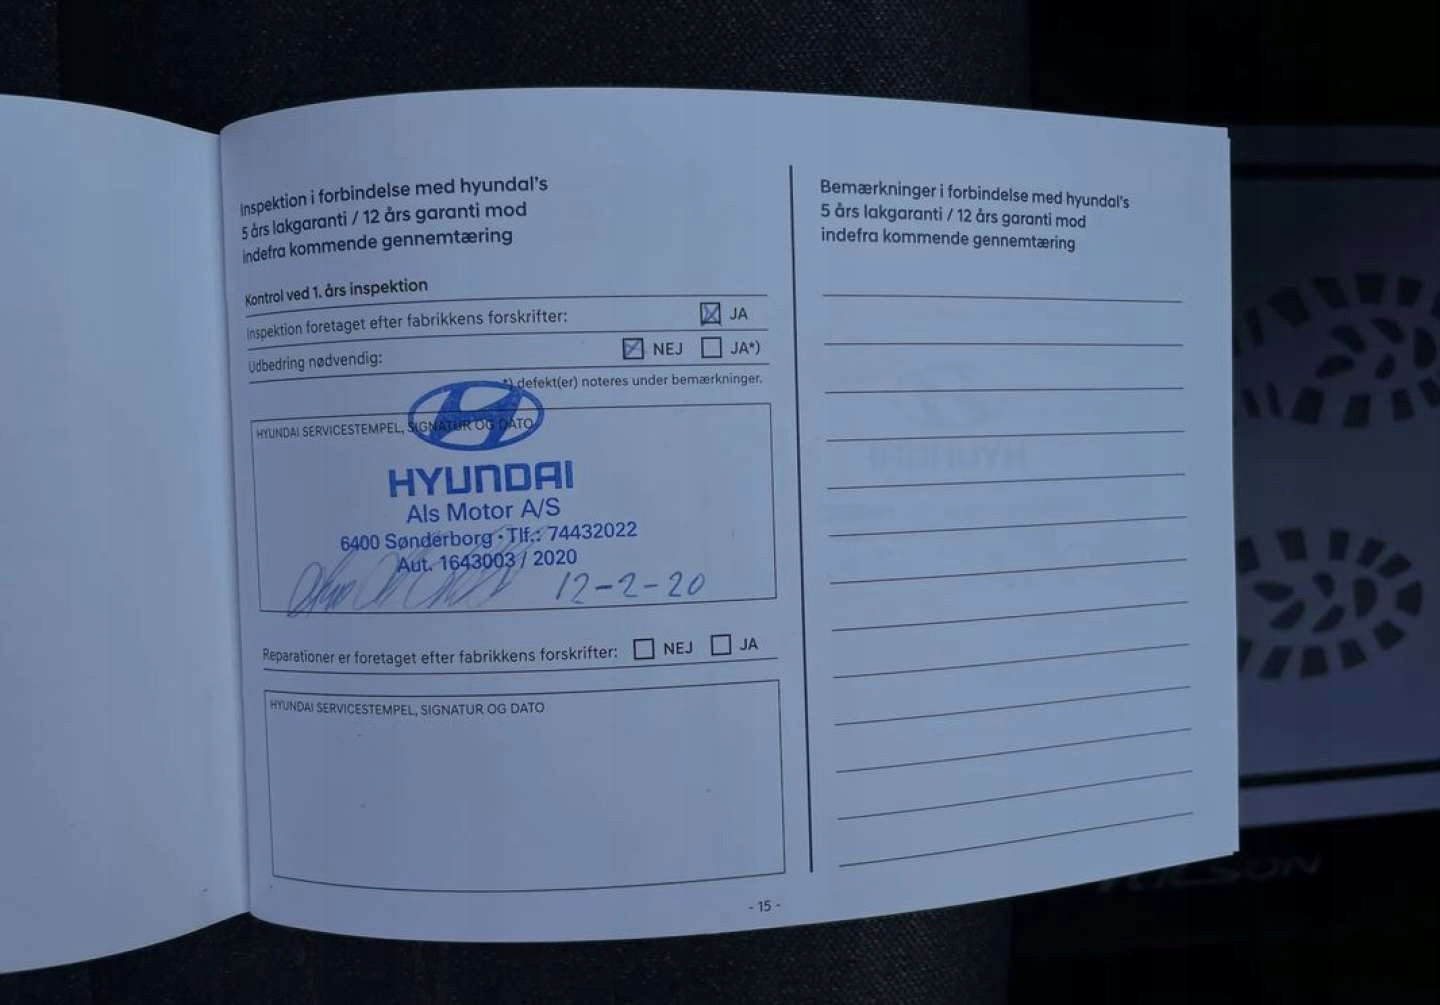 Inspektion i forbindelse med hyundai's
5 års lakgaranti / 12 års garanti mod
indefra kommende gennemtæring
Kontrol ved 1. års inspektion
Inspektion foretaget efter fabrikkens forskrifter: JA
Udbedring nødvendig: NEJ JA*)
*) defekt(er) noteres under bemærkninger.
HYUNDAI SERVICESTEMPEL, SIGNATUR OG DATO
HYUNDAI
Als Motor A/S
6400 Sønderborg · Tlf.: 74432022
Aut. 1643003 / 2020
12-2-20
Reparationer er foretaget efter fabrikkens forskrifter: NEJ JA
HYUNDAI SERVICESTEMPEL, SIGNATUR OG DATO
Bemærkninger i forbindelse med hyundai's
5 års lakgaranti / 12 års garanti mod
indefra kommende gennemtæring
- 15 -